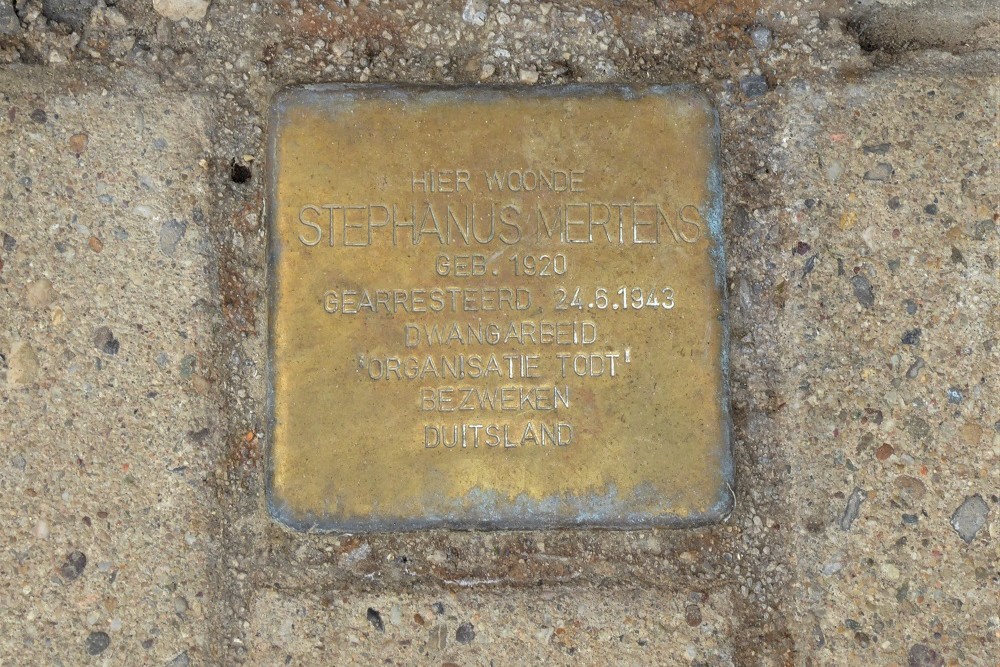 HIER WOONDE
STEPHANUS MERTENS
GEB. 1920
GEARRESTEERD 24.6.1943
DWANGARBEID
'ORGANISATIE TODT'
BEZWEKEN
DUITSLAND